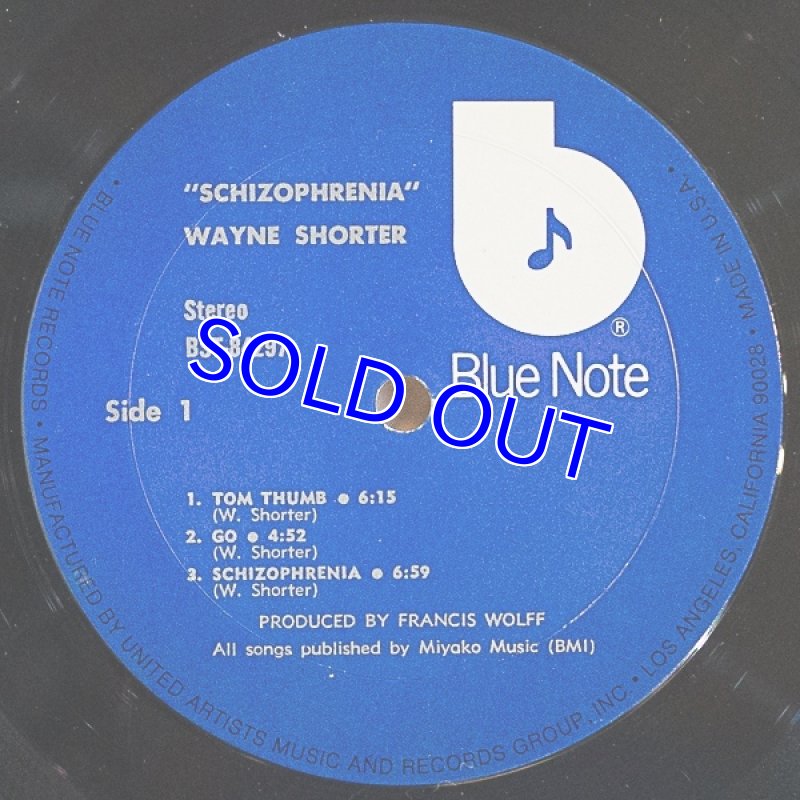 "SCHIZOPHRENIA"
WAYNE SHORTER
Stereo
BST-84297
Side 1
®
Blue Note
SOLD OUT
1. TOM THUMB ● 6:15
(W. Shorter)
2. GO ● 4:52
(W. Shorter)
3. SCHIZOPHRENIA ● 6:59
(W. Shorter)
PRODUCED BY FRANCIS WOLFF
All songs published by Miyako Music (BMI)
• BLUE NOTE RECORDS • MANUFACTURED BY UNITED ARTISTS MUSIC AND RECORDS GROUP, INC. • LOS ANGELES, CALIFORNIA 90028 • MADE IN U.S.A.